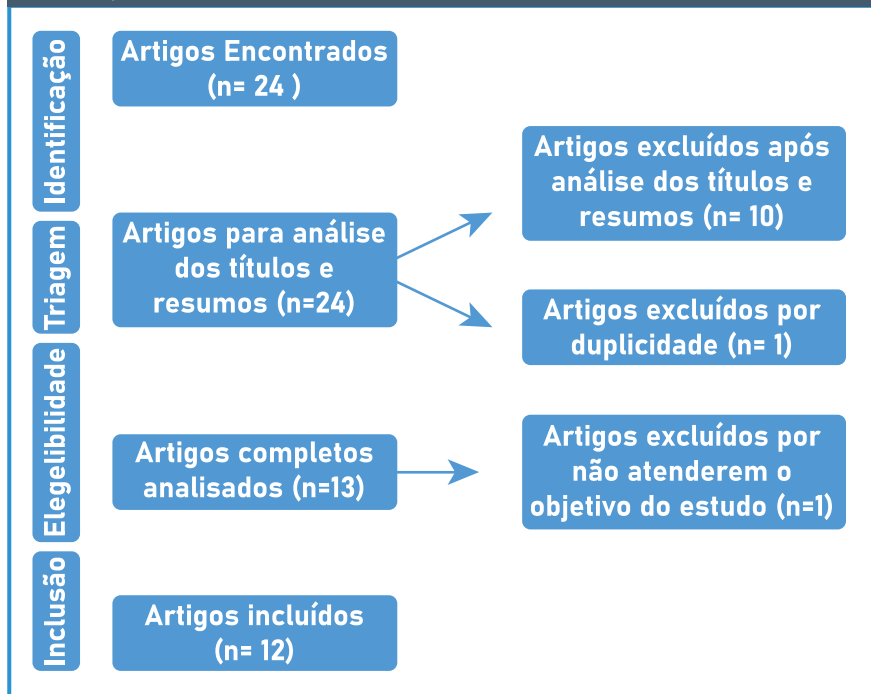 Identificação
Artigos Encontrados
(n= 24 )
Artigos excluídos após
análise dos títulos e
resumos (n= 10)
Triagem
Artigos para análise
dos títulos e
resumos (n=24)
Artigos excluídos por
duplicidade (n= 1)
Elegelibilidade
Artigos completos
analisados (n=13)
Artigos excluídos por
não atenderem o
objetivo do estudo (n=1)
Inclusão
Artigos incluídos
(n= 12)